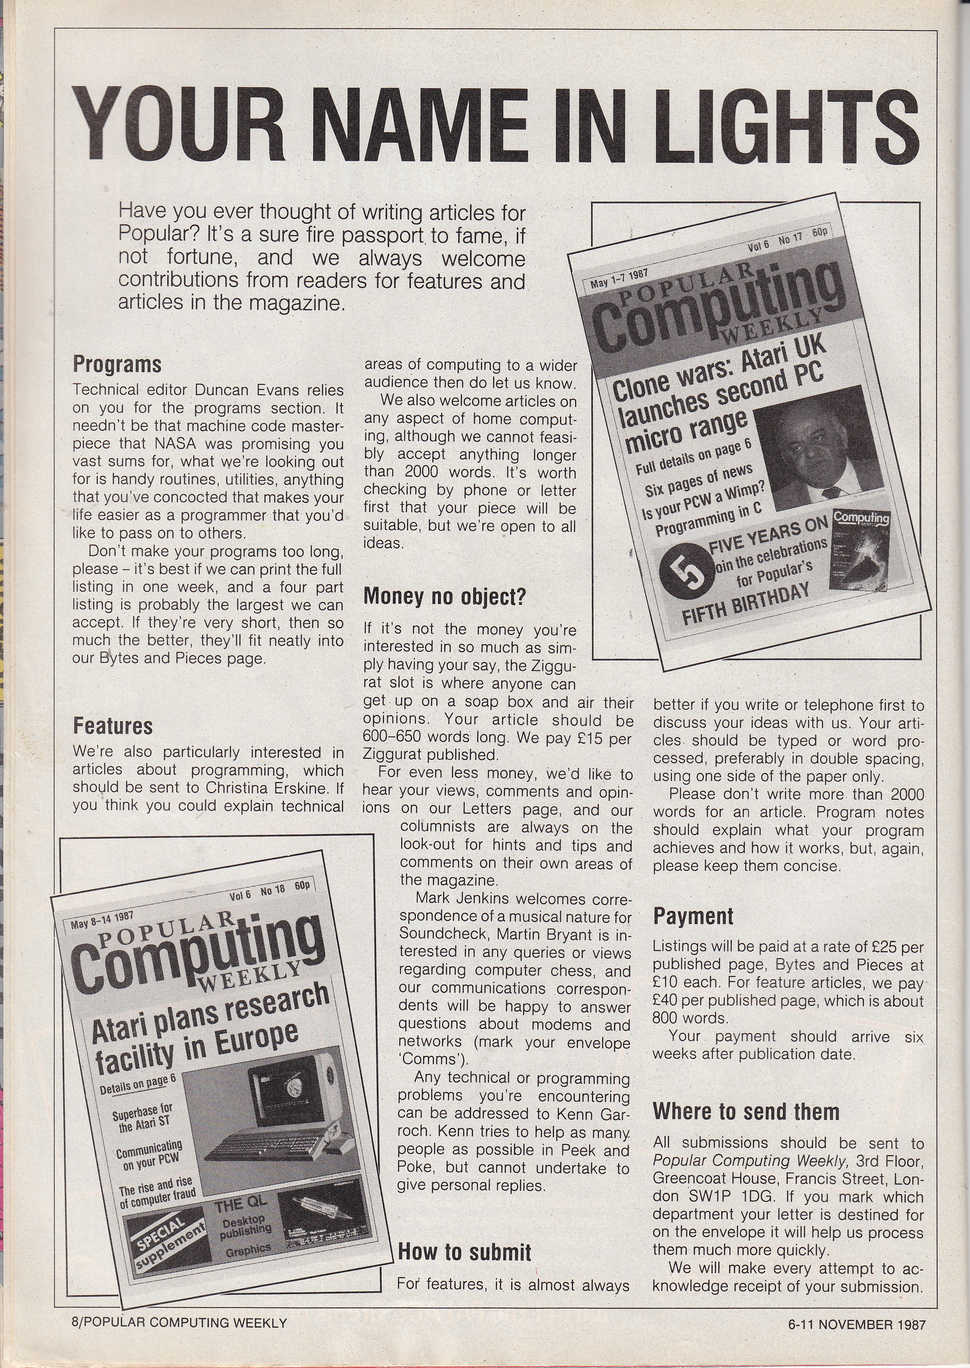 YOUR NAME IN LIGHTS
Have you ever thought of writing articles for
Popular? It's a sure fire passport to fame, if
not fortune, and we always welcome
contributions from readers for features and
articles in the magazine.
Programs
Technical editor Duncan Evans relies
on you for the programs section. It
needn't be that machine code master-
piece that NASA was promising you
vast sums for, what we're looking out
for is handy routines, utilities, anything
that you've concocted that makes your
life easier as a programmer that you'd
like to pass on to others.
Don't make your programs too long,
please – it's best if we can print the full
listing in one week, and a four part
listing is probably the largest we can
accept. If they're very short, then so
much the better, they'll fit neatly into
our Bytes and Pieces page.
Features
We're also particularly interested in
articles about programming, which
should be sent to Christina Erskine. If
you think you could explain technical
May 8–14 1987
Vol 6 No 18 60p
POPULAR
Computing
WEEKLY
Atari plans research
facility in Europe
Details on page 6
Superbase for
the Atari ST
Communicating
on your PCW
The rise and rise
of computer fraud
SPECIAL
supplement
THE QL
Desktop
publishing
Graphics
areas of computing to a wider
audience then do let us know.
We also welcome articles on
any aspect of home comput-
ing, although we cannot feasi-
bly accept anything longer
than 2000 words. It's worth
checking by phone or letter
first that your piece will be
suitable, but we're open to all
ideas.
Money no object?
If it's not the money you're
interested in so much as sim-
ply having your say, the Ziggu-
rat slot is where anyone can
get up on a soap box and air their
opinions. Your article should be
600–650 words long. We pay £15 per
Ziggurat published.
For even less money, we'd like to
hear your views, comments and opin-
ions on our Letters page, and our
columnists are always on the
look-out for hints and tips and
comments on their own areas of
the magazine.
Mark Jenkins welcomes corre-
spondence of a musical nature for
Soundcheck, Martin Bryant is in-
terested in any queries or views
regarding computer chess, and
our communications correspon-
dents will be happy to answer
questions about modems and
networks (mark your envelope
'Comms').
Any technical or programming
problems you're encountering
can be addressed to Kenn Gar-
roch. Kenn tries to help as many
people as possible in Peek and
Poke, but cannot undertake to
give personal replies.
How to submit
For features, it is almost always
May 1–7 1987
Vol 6 No 17 60p
POPULAR
Computing
WEEKLY
Clone wars: Atari UK
launches second PC
micro range
Full details on page 6
Six pages of news
Is your PCW a Wimp?
Programming in C
5
FIVE YEARS ON
oin the celebrations
for Popular's
FIFTH BIRTHDAY
Computing
better if you write or telephone first to
discuss your ideas with us. Your arti-
cles should be typed or word pro-
cessed, preferably in double spacing,
using one side of the paper only.
Please don't write more than 2000
words for an article. Program notes
should explain what your program
achieves and how it works, but, again,
please keep them concise.
Payment
Listings will be paid at a rate of £25 per
published page, Bytes and Pieces at
£10 each. For feature articles, we pay
£40 per published page, which is about
800 words.
Your payment should arrive six
weeks after publication date.
Where to send them
All submissions should be sent to
Popular Computing Weekly, 3rd Floor,
Greencoat House, Francis Street, Lon-
don SW1P 1DG. If you mark which
department your letter is destined for
on the envelope it will help us process
them much more quickly.
We will make every attempt to ac-
knowledge receipt of your submission.
8/POPULAR COMPUTING WEEKLY
6-11 NOVEMBER 1987